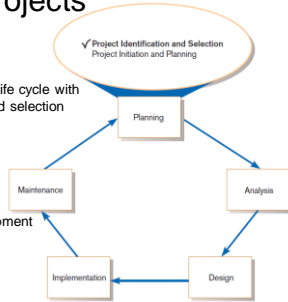 ojects
✓Project Identification and Selection
Project Initiation and Planning
ife cycle with
d selection
Planning
Maintenance
Analysis
oment
Implementation
Design